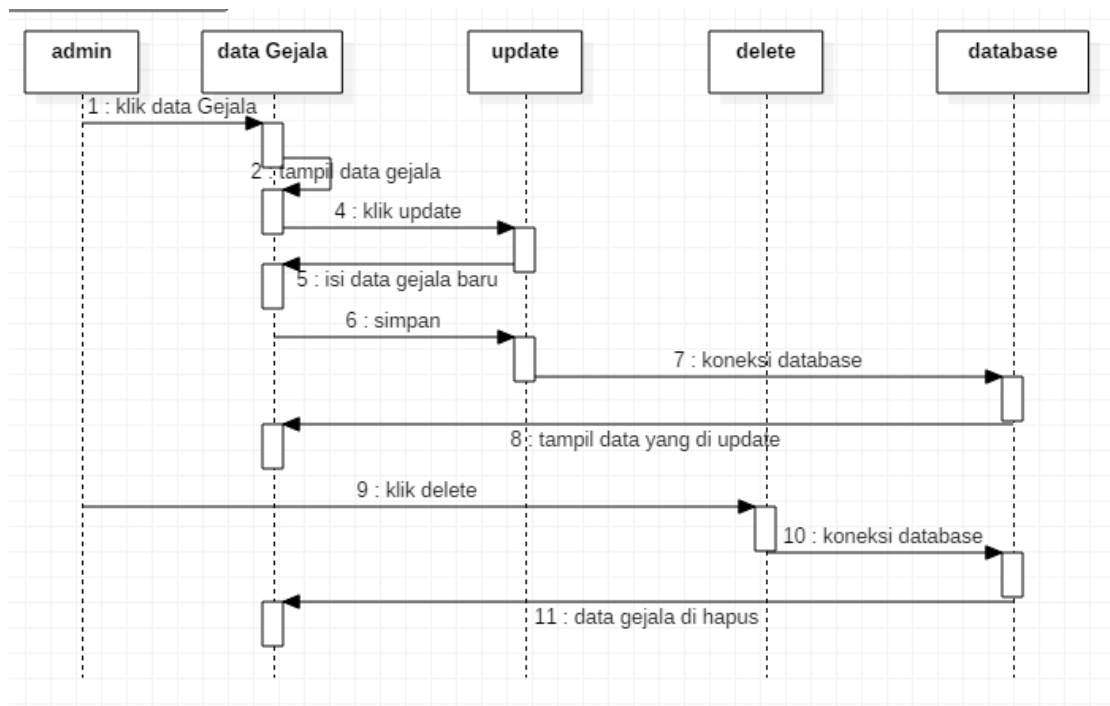 admin
data Gejala
update
delete
database
1 : klik data Gejala
2 : tampil data gejala
4 : klik update
5 : isi data gejala baru
6 : simpan
7 : koneksi database
8 : tampil data yang di update
9 : klik delete
10 : koneksi database
11 : data gejala di hapus